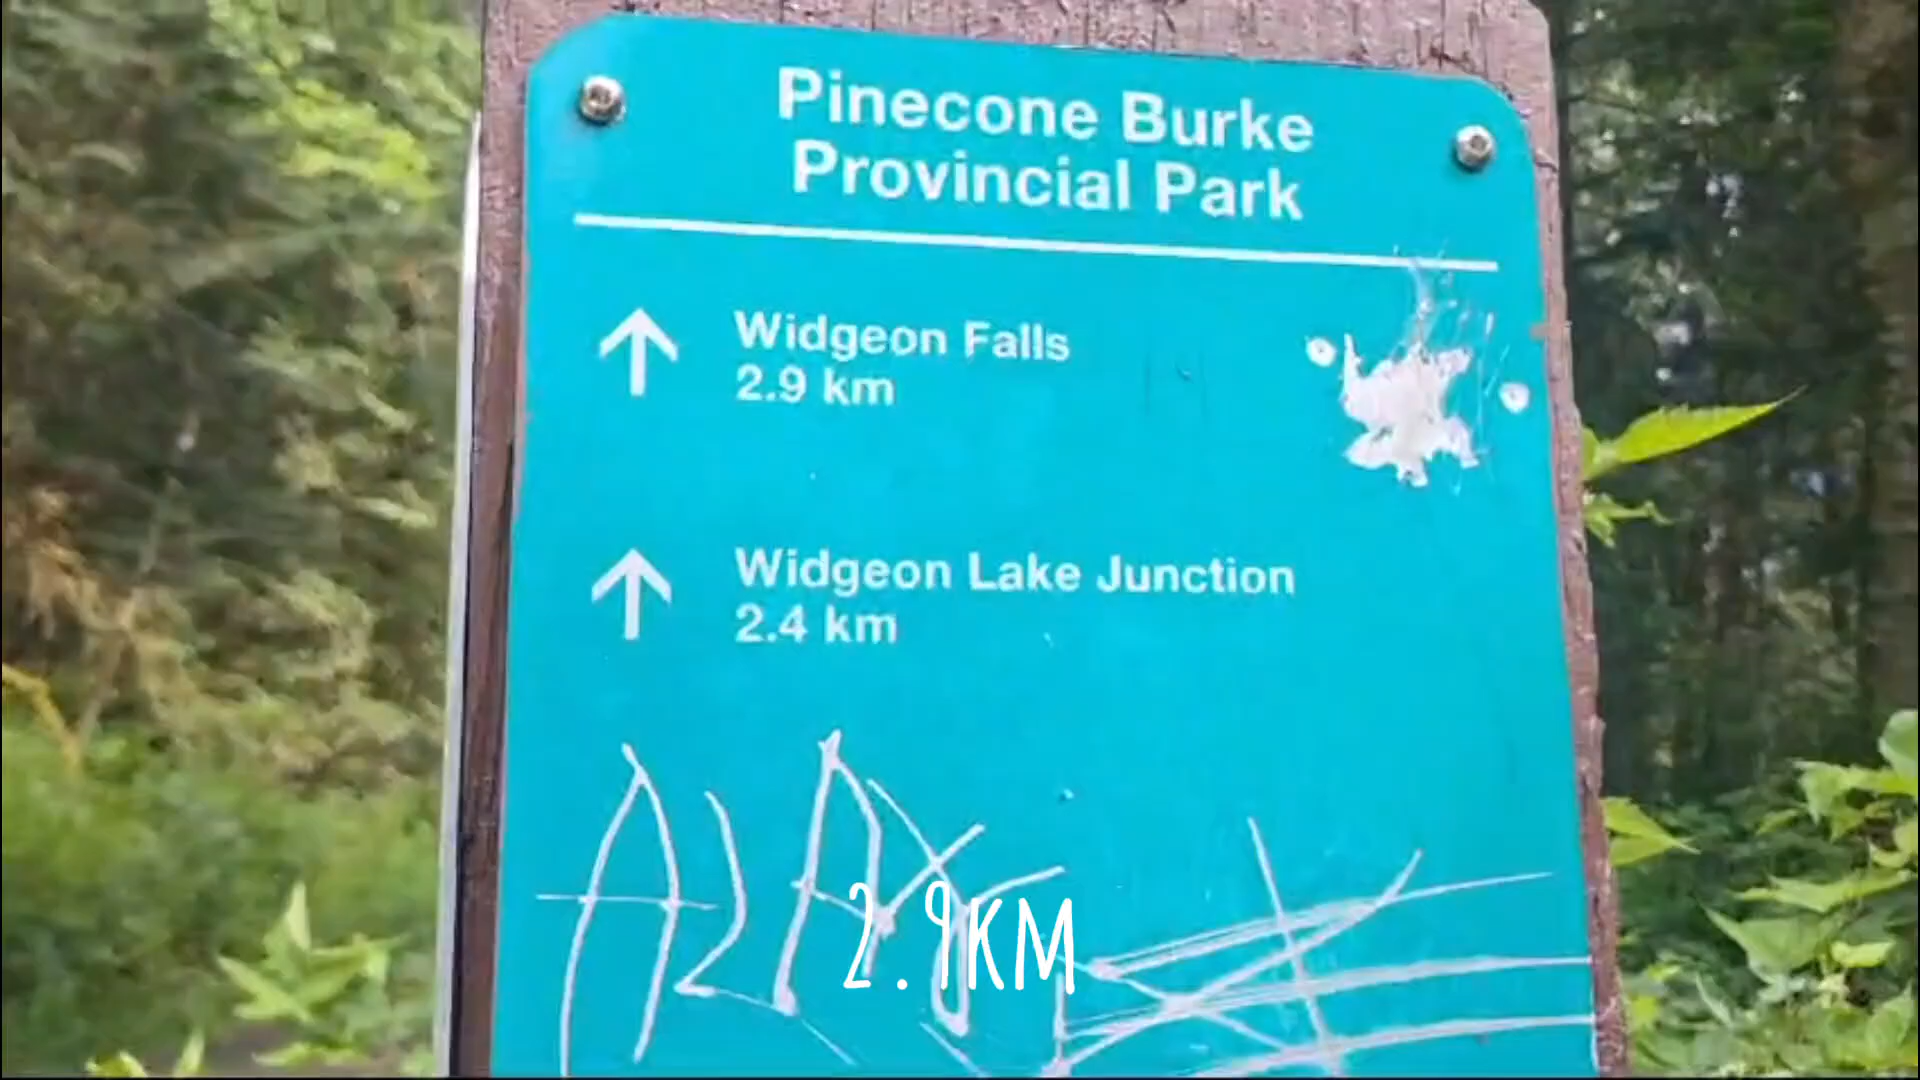 Pinecone Burke
Provincial Park
Widgeon Falls
2.9 km
Widgeon Lake Junction
2.4 km
2.9KM